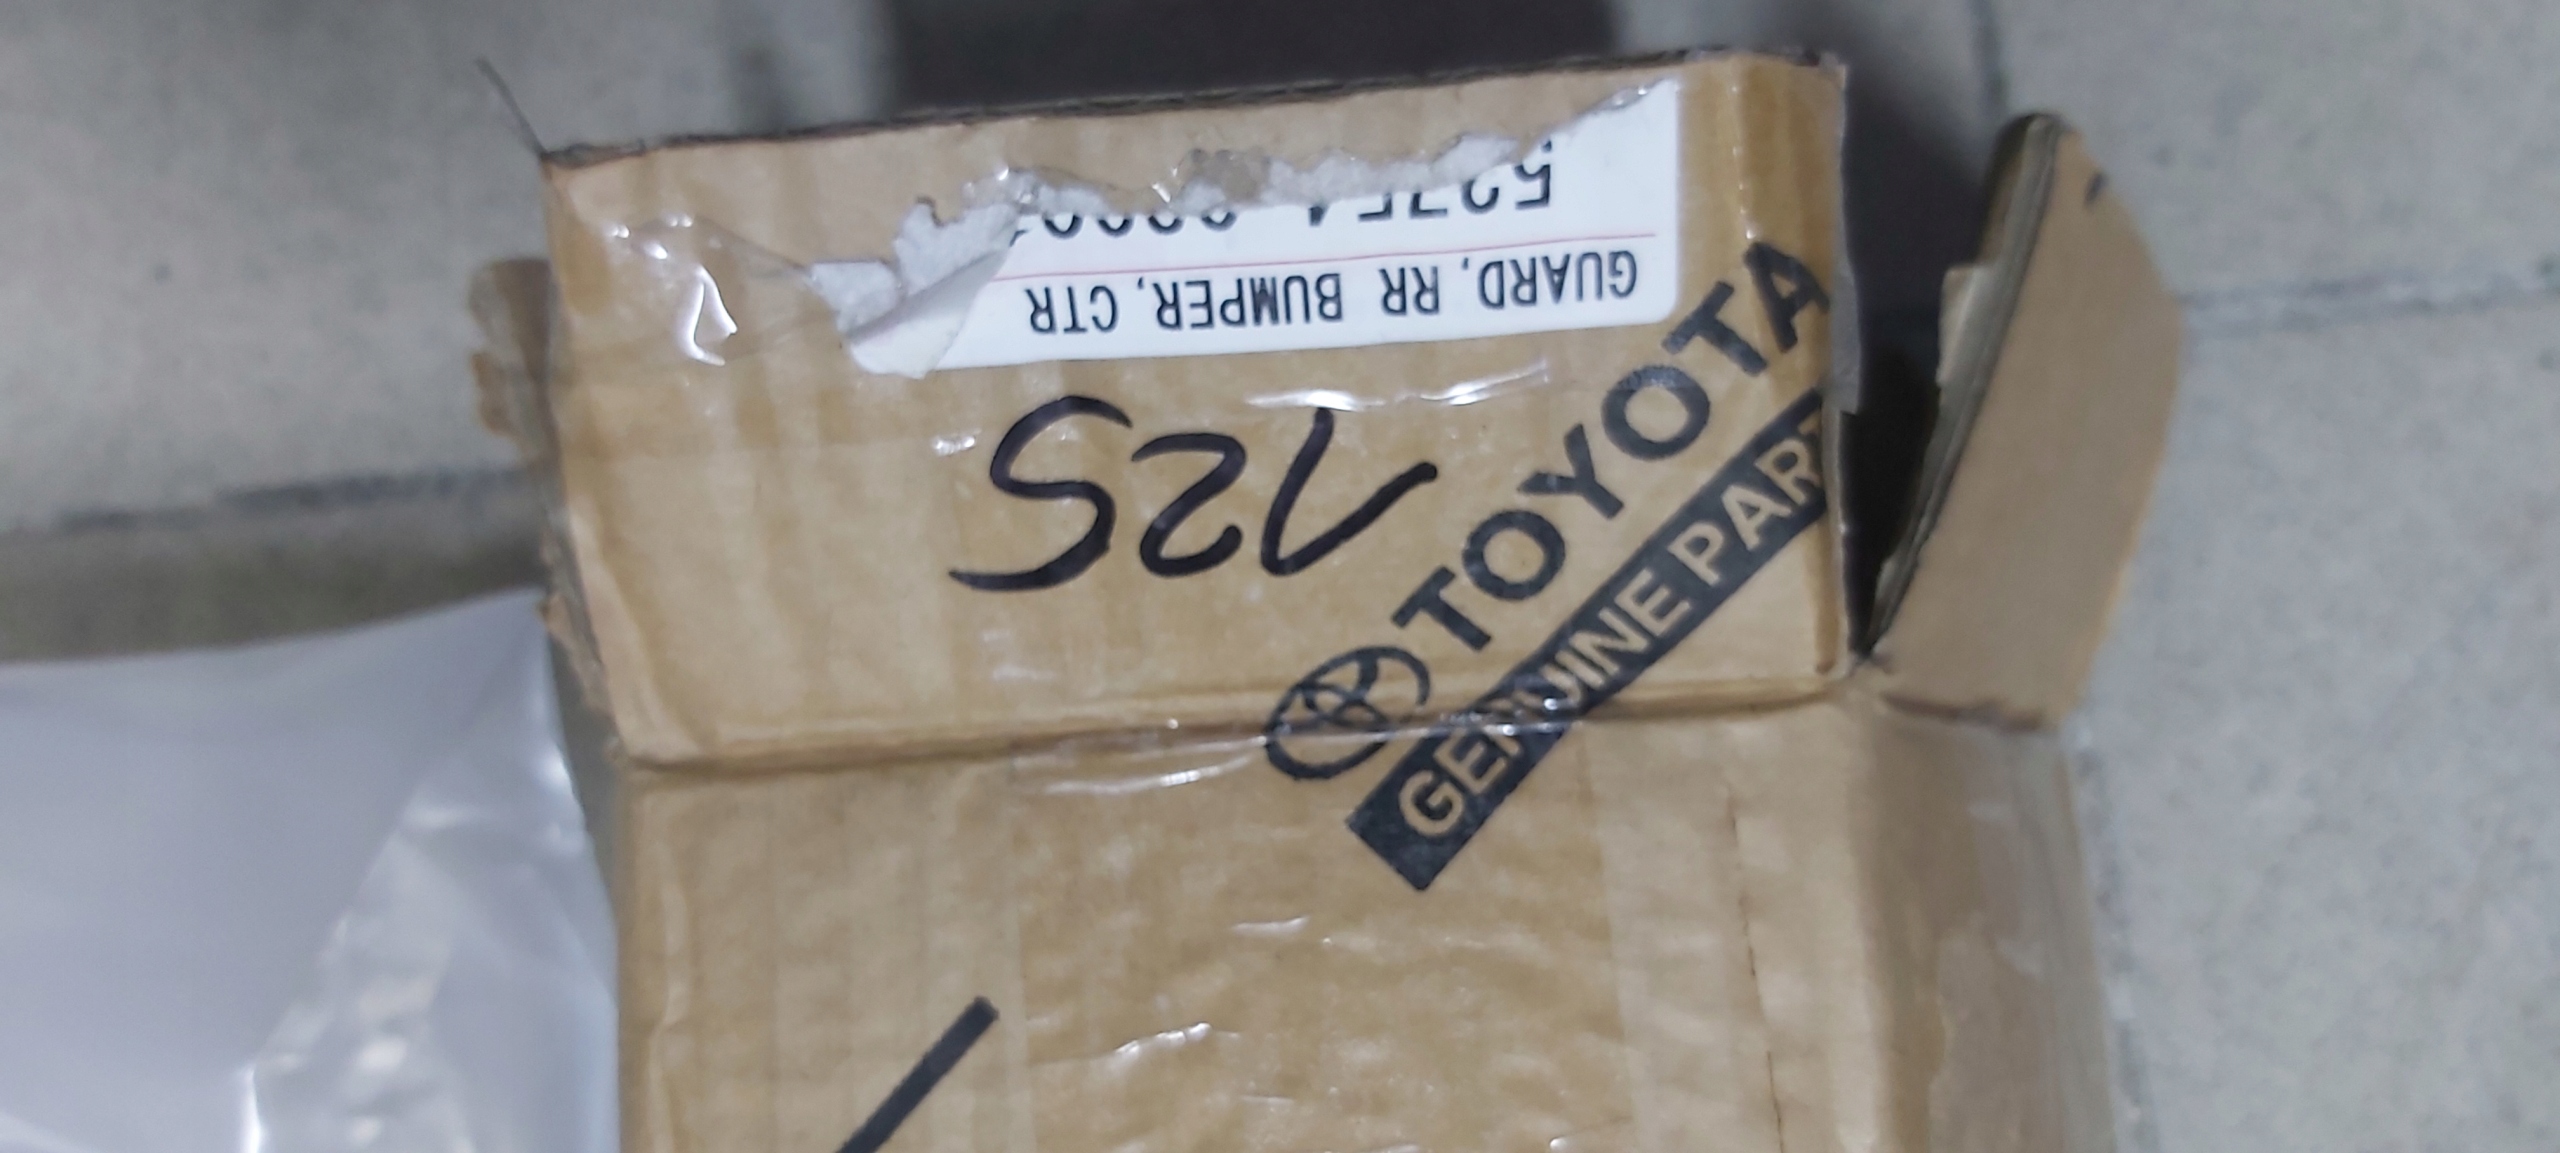 GUARD, RR BUMPER, CTR
125
TOYOTA
GENUINE PART